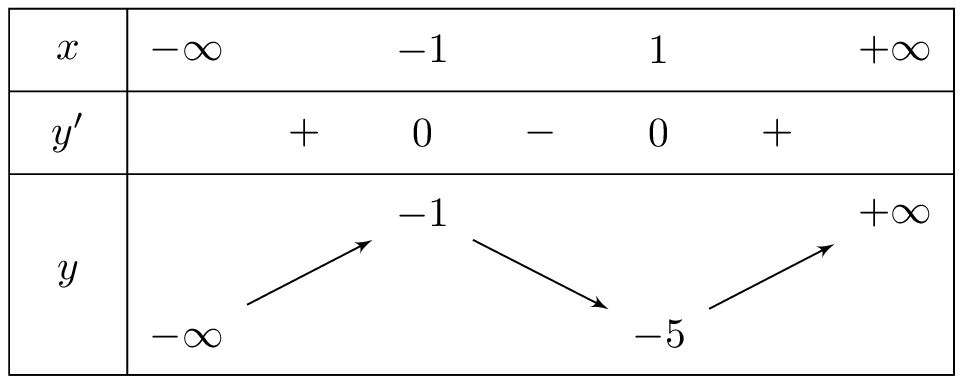 x −∞ −1 1 +∞
y′ + 0 − 0 +
−1 +∞
y
−∞ −5